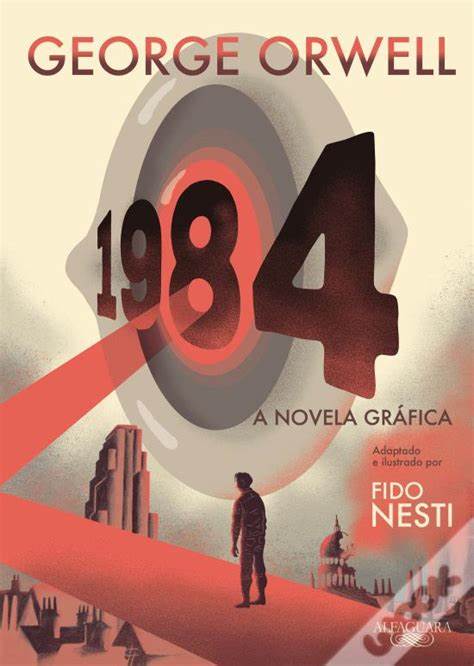 GEORGE ORWELL
1984
A NOVELA GRÁFICA
Adaptado
e ilustrado por
FIDO
NESTI
ALFAGUARA